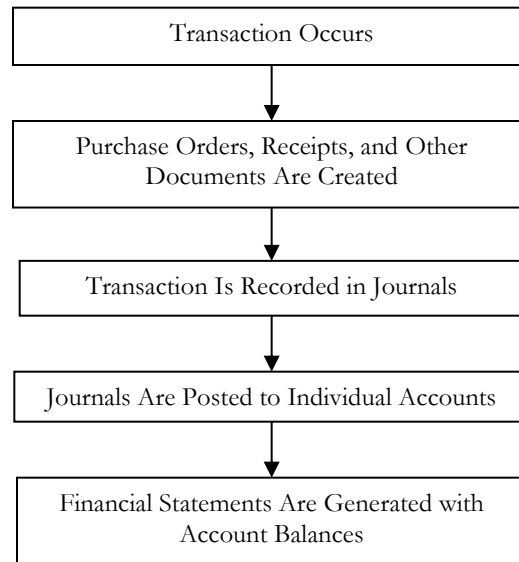 Transaction Occurs
Purchase Orders, Receipts, and Other
Documents Are Created
Transaction Is Recorded in Journals
Journals Are Posted to Individual Accounts
Financial Statements Are Generated with
Account Balances